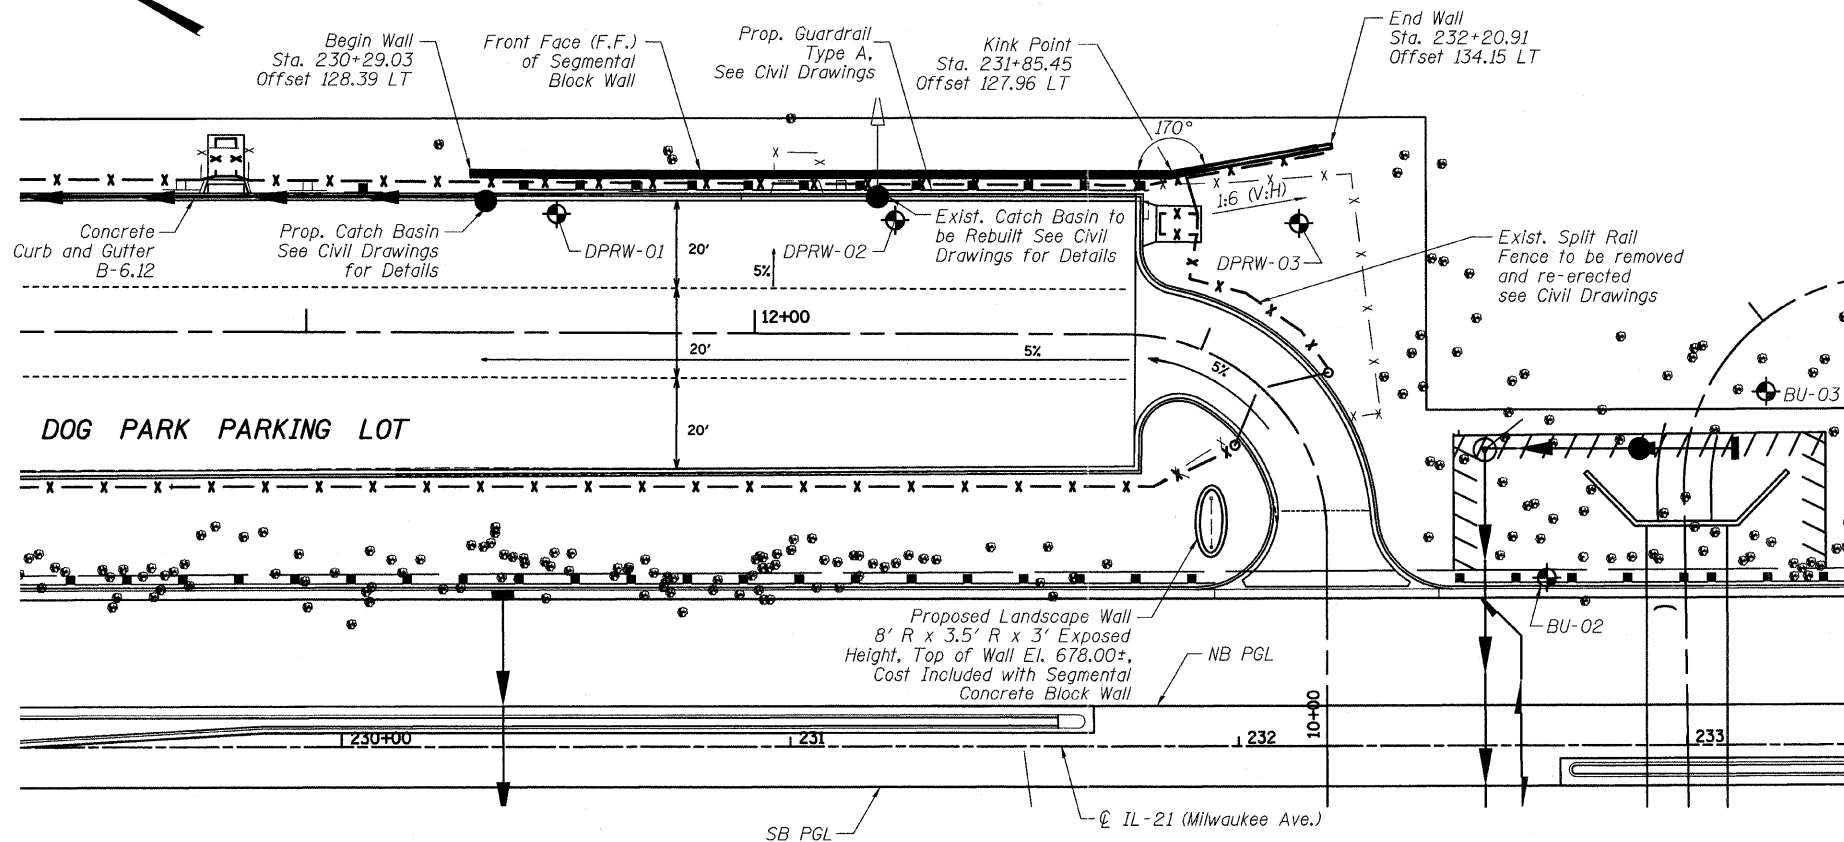 Begin Wall
Sta. 230+29.03
Offset 128.39 LT
Front Face (F.F.)
of Segmental
Block Wall
Prop. Guardrail
Type A,
See Civil Drawings
Kink Point
Sta. 231+85.45
Offset 127.96 LT
End Wall
Sta. 232+20.91
Offset 134.15 LT
170°
1:6 (V:H)
Concrete
Curb and Gutter
B-6.12
Prop. Catch Basin
See Civil Drawings
for Details
DPRW-01
20'
5%
DPRW-02
Exist. Catch Basin to
be Rebuilt See Civil
Drawings for Details
DPRW-03
Exist. Split Rail
Fence to be removed
and re-erected
see Civil Drawings
12+00
20'
5%
5%
BU-03
DOG PARK PARKING LOT
20'
Proposed Landscape Wall
8' R x 3.5' R x 3' Exposed
Height, Top of Wall El. 678.00±,
Cost Included with Segmental
Concrete Block Wall
NB PGL
BU-02
10+00
230+00
231
232
233
SB PGL
℄ IL-21 (Milwaukee Ave.)